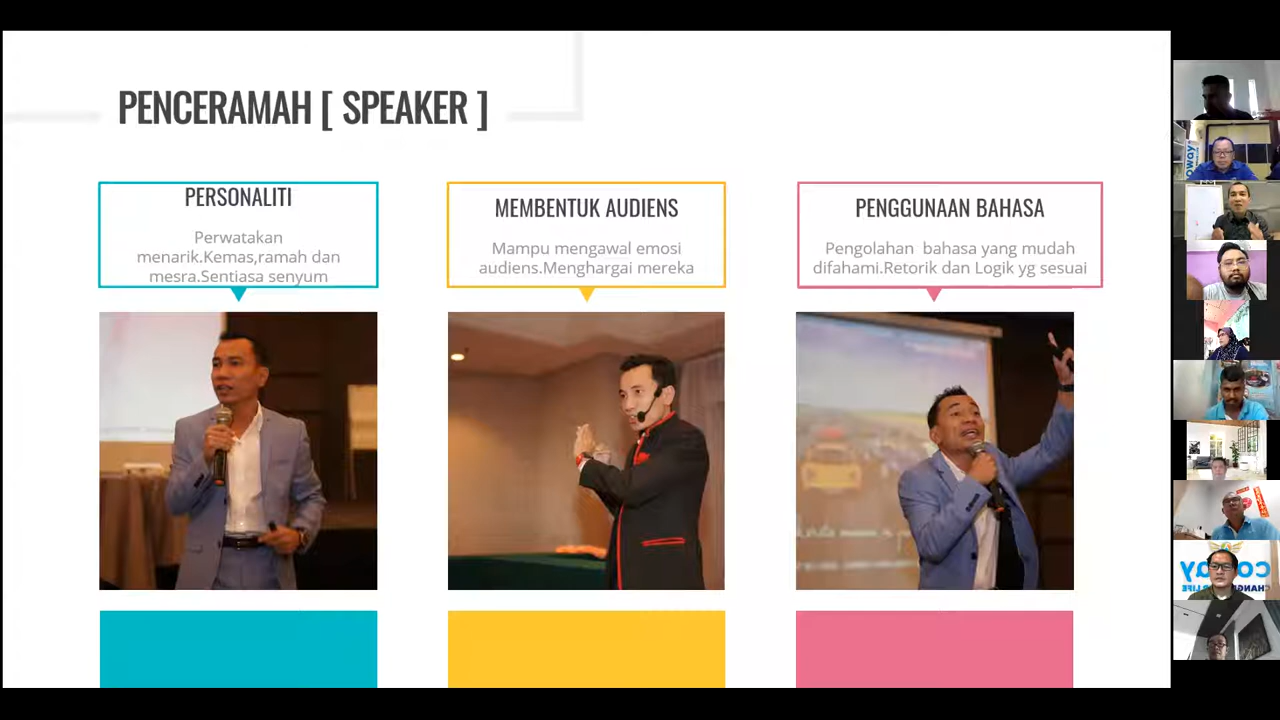 PENCERAMAH [ SPEAKER ]
PERSONALITI
Perwatakan
menarik.Kemas,ramah dan
mesra.Sentiasa senyum
MEMBENTUK AUDIENS
Mampu mengawal emosi
audiens.Menghargai mereka
PENGGUNAAN BAHASA
Pengolahan bahasa yang mudah
difahami.Retorik dan Logik yg sesuai